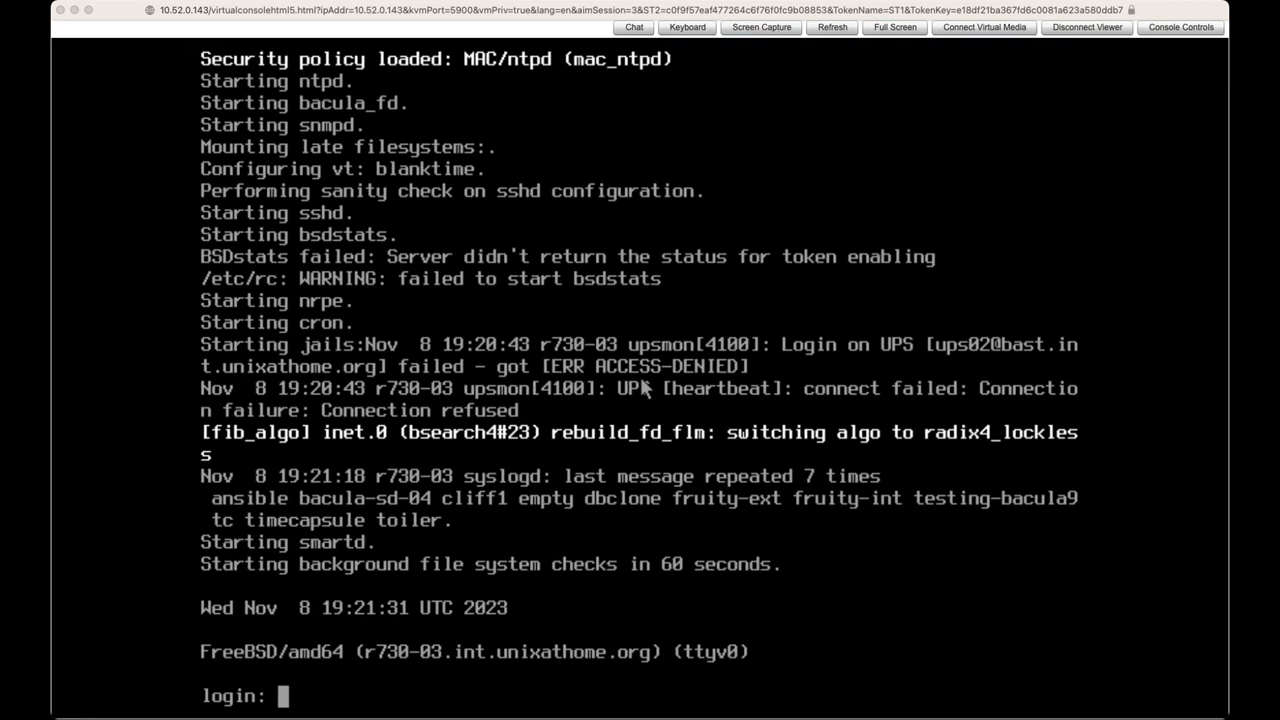 10.52.0.143/virtualconsolehtml5.html?ipAddr=10.52.0.143&kvmPort=5900&vmPriv=true&lang=en&aimSession=3&ST2=c0f9f57eaf477264c6f76f0fc9b08853&TokenName=ST1&TokenKey=e18df21ba367fd6c0081a623a580ddb7
Chat Keyboard Screen Capture Refresh Full Screen Connect Virtual Media Disconnect Viewer Console Controls
Security policy loaded: MAC/ntpd (mac_ntpd)
Starting ntpd.
Starting bacula_fd.
Starting snmpd.
Mounting late filesystems:.
Configuring vt: blanktime.
Performing sanity check on sshd configuration.
Starting sshd.
Starting bsdstats.
BSDstats failed: Server didn't return the status for token enabling
/etc/rc: WARNING: failed to start bsdstats
Starting nrpe.
Starting cron.
Starting jails:Nov  8 19:20:43 r730-03 upsmon[4100]: Login on UPS [ups02@bast.in
t.unixathome.org] failed - got [ERR ACCESS-DENIED]
Nov  8 19:20:43 r730-03 upsmon[4100]: UPS [heartbeat]: connect failed: Connectio
n failure: Connection refused
[fib_algo] inet.0 (bsearch4#23) rebuild_fd_flm: switching algo to radix4_lockles
s
Nov  8 19:21:18 r730-03 syslogd: last message repeated 7 times
ansible bacula-sd-04 cliff1 empty dbclone fruity-ext fruity-int testing-bacula9
tc timecapsule toiler.
Starting smartd.
Starting background file system checks in 60 seconds.
Wed Nov  8 19:21:31 UTC 2023
FreeBSD/amd64 (r730-03.int.unixathome.org) (ttyv0)
login: